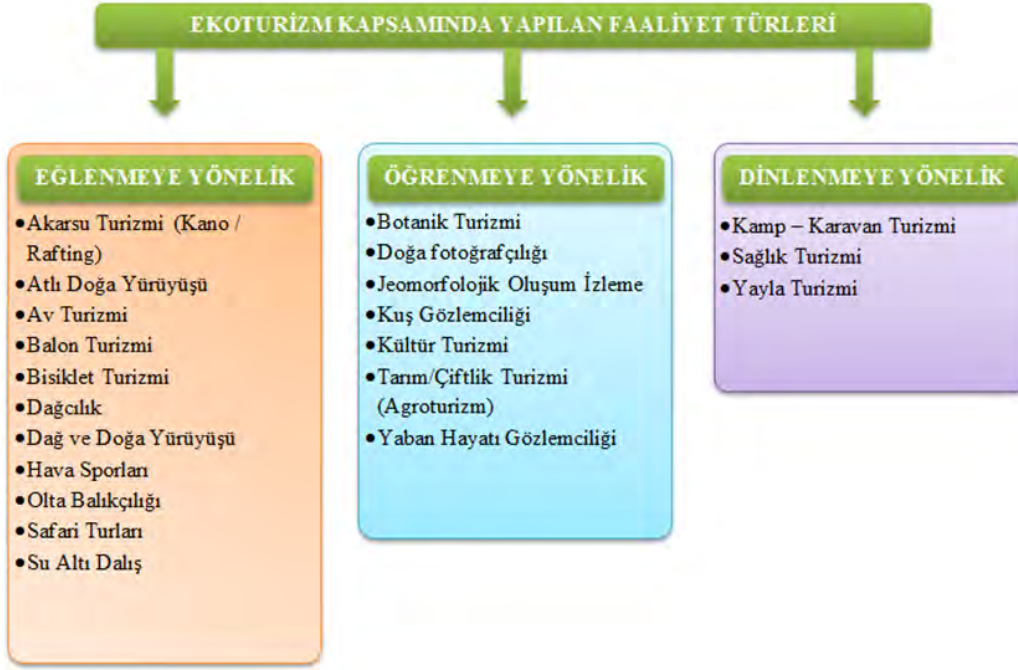 EKOTURİZM KAPSAMINDA YAPILAN FAALİYET TÜRLERİ
EĞLENMEYE YÖNELİK
•Akarsu Turizmi (Kano /
Rafting)
•Atlı Doğa Yürüyüşü
•Av Turizmi
•Balon Turizmi
•Bisiklet Turizmi
•Dağcılık
•Dağ ve Doğa Yürüyüşü
•Hava Sporları
•Olta Balıkçılığı
•Safari Turları
•Su Altı Dalış
ÖĞRENMEYE YÖNELİK
•Botanik Turizmi
•Doğa fotoğrafçılığı
•Jeomorfolojik Oluşum İzleme
•Kuş Gözlemciliği
•Kültür Turizmi
•Tarım/Çiftlik Turizmi
(Agroturizm)
•Yaban Hayatı Gözlemciliği
DİNLENMEYE YÖNELİK
•Kamp – Karavan Turizmi
•Sağlık Turizmi
•Yayla Turizmi